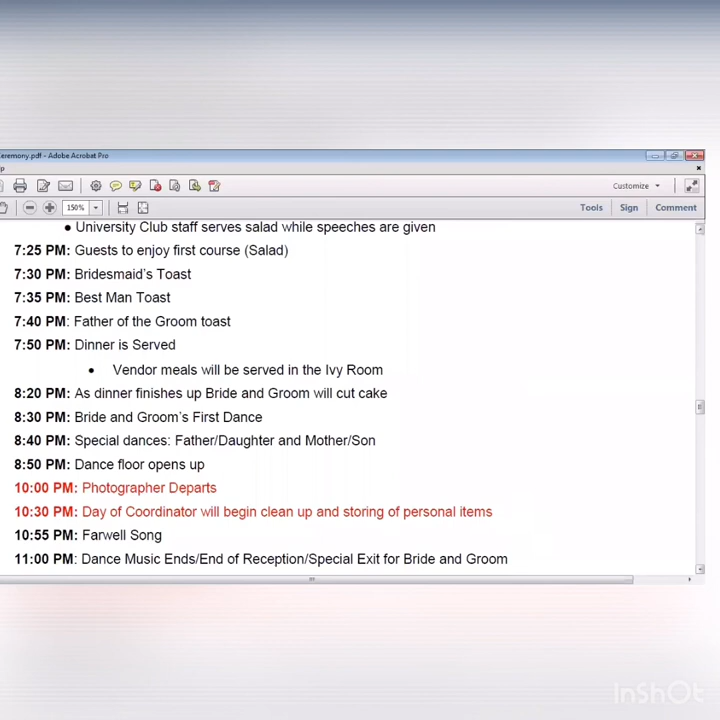 eremony.pdf - Adobe Acrobat Pro
p
150%
Customize
Tools Sign Comment
• University Club staff serves salad while speeches are given
7:25 PM: Guests to enjoy first course (Salad)
7:30 PM: Bridesmaid's Toast
7:35 PM: Best Man Toast
7:40 PM: Father of the Groom toast
7:50 PM: Dinner is Served
• Vendor meals will be served in the Ivy Room
8:20 PM: As dinner finishes up Bride and Groom will cut cake
8:30 PM: Bride and Groom's First Dance
8:40 PM: Special dances: Father/Daughter and Mother/Son
8:50 PM: Dance floor opens up
10:00 PM: Photographer Departs
10:30 PM: Day of Coordinator will begin clean up and storing of personal items
10:55 PM: Farwell Song
11:00 PM: Dance Music Ends/End of Reception/Special Exit for Bride and Groom
InShOt